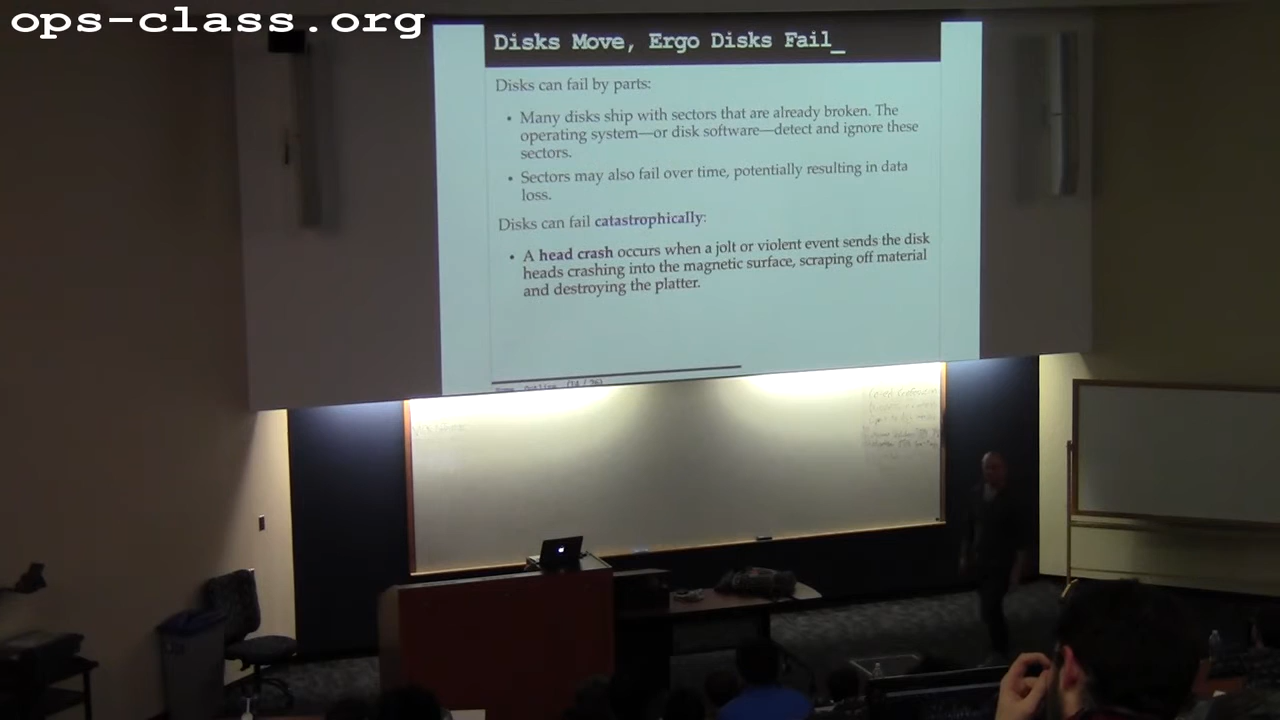 ops-class.org
Disks Move, Ergo Disks Fail_
Disks can fail by parts:
• Many disks ship with sectors that are already broken. The
operating system—or disk software—detect and ignore these
sectors.
• Sectors may also fail over time, potentially resulting in data
loss.
Disks can fail catastrophically:
• A head crash occurs when a jolt or violent event sends the disk
heads crashing into the magnetic surface, scraping off material
and destroying the platter.